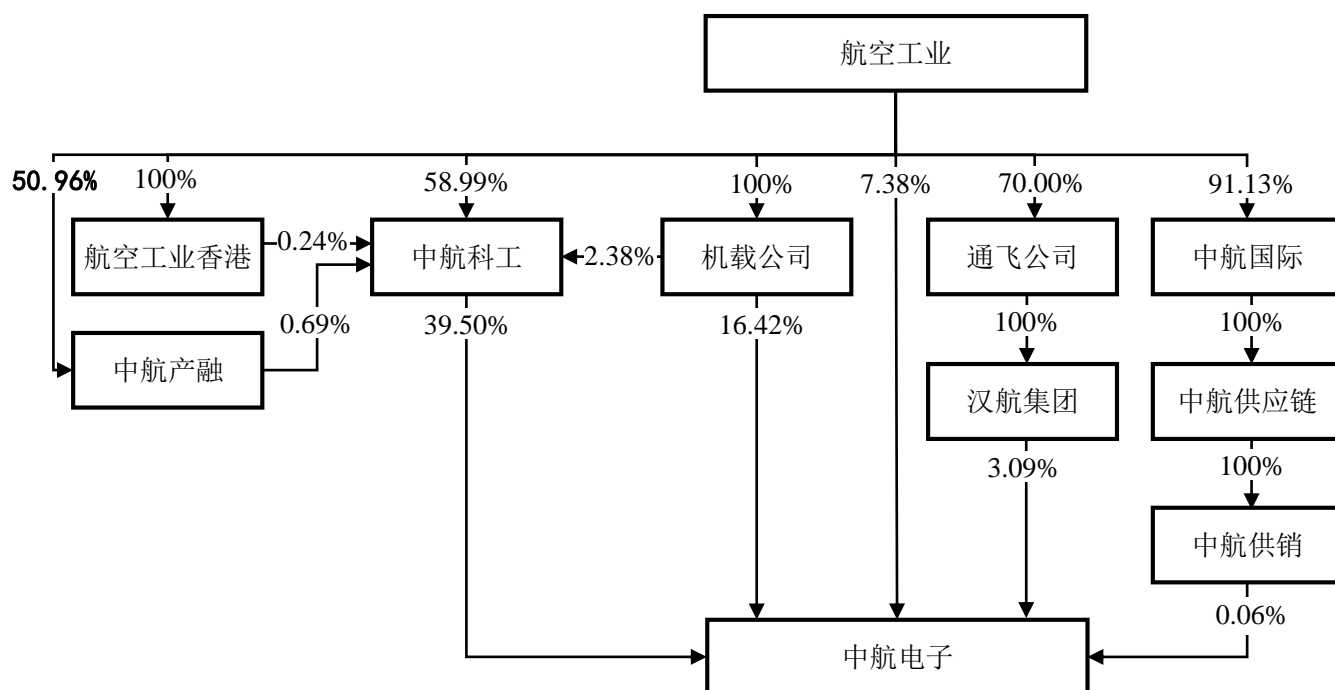 航空工业
50.96%
100%
58.99%
100%
7.38%
70.00%
91.13%
航空工业香港
0.24%
中航科工
2.38%
机载公司
通飞公司
中航国际
0.69%
39.50%
16.42%
100%
100%
中航产融
汉航集团
中航供应链
3.09%
100%
中航供销
0.06%
中航电子